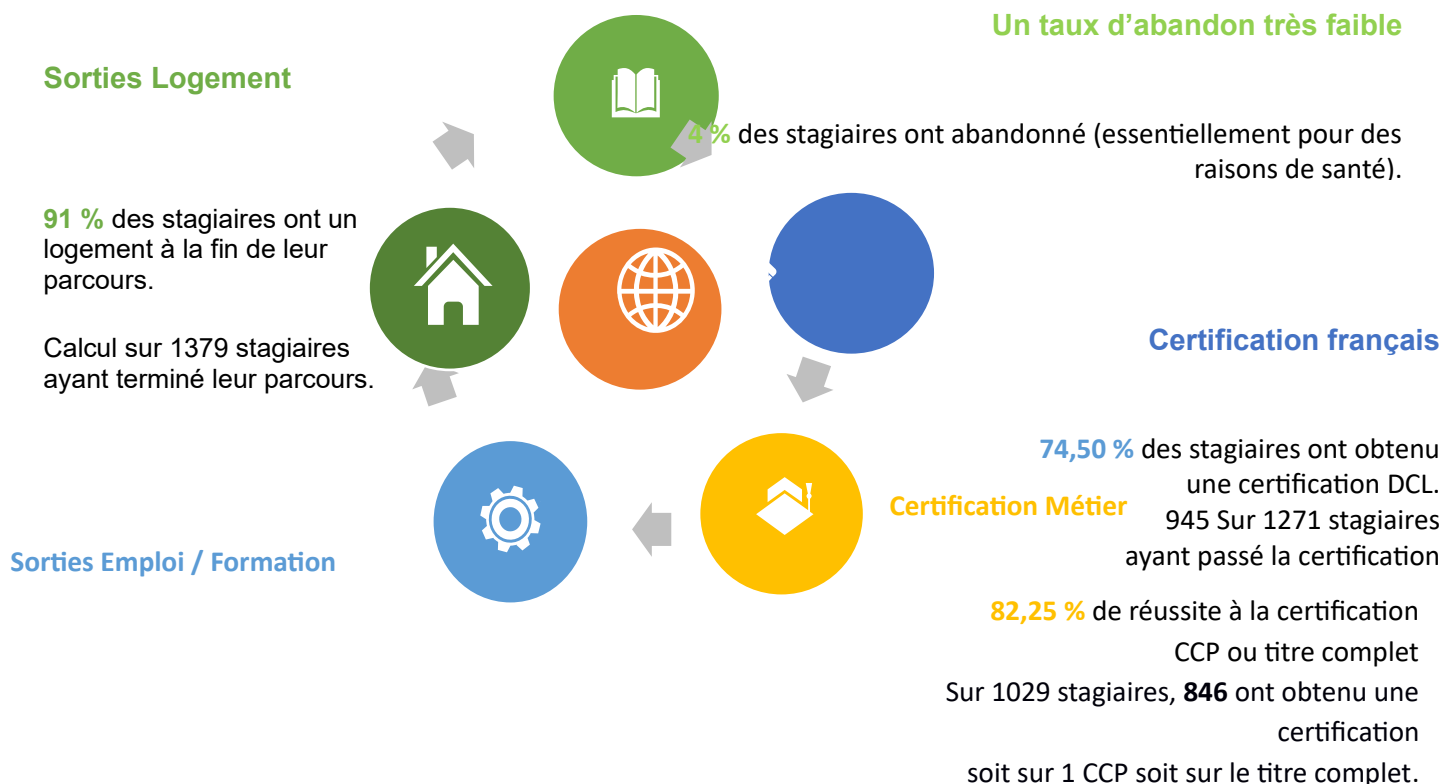 Un taux d’abandon très faible
Sorties Logement
4 % des stagiaires ont abandonné (essentiellement pour des
raisons de santé).
91 % des stagiaires ont un
logement à la fin de leur
parcours.
Calcul sur 1379 stagiaires
ayant terminé leur parcours.
Certification français
74,50 % des stagiaires ont obtenu
une certification DCL.
945 Sur 1271 stagiaires
ayant passé la certification
Certification Métier
82,25 % de réussite à la certification
CCP ou titre complet
Sur 1029 stagiaires, 846 ont obtenu une
certification
soit sur 1 CCP soit sur le titre complet.
Sorties Emploi / Formation